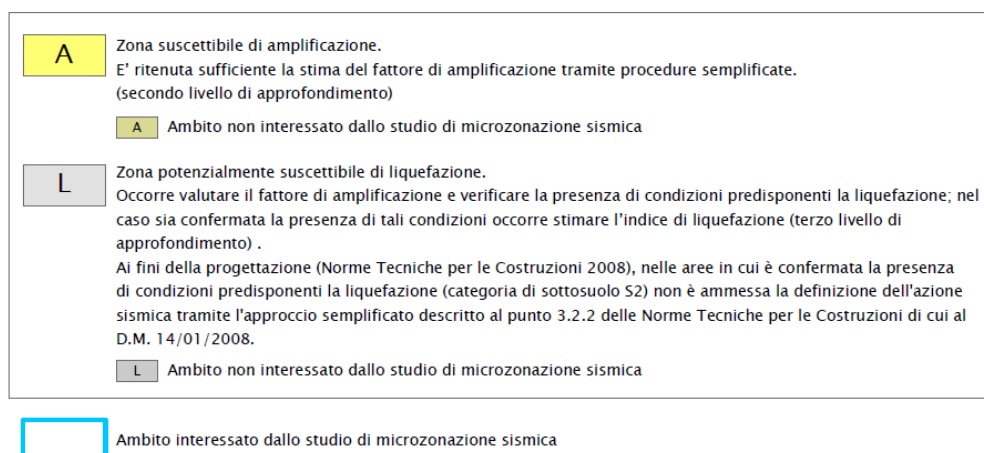 A
Zona suscettibile di amplificazione.
E' ritenuta sufficiente la stima del fattore di amplificazione tramite procedure semplificate.
(secondo livello di approfondimento)
A Ambito non interessato dallo studio di microzonazione sismica
L
Zona potenzialmente suscettibile di liquefazione.
Occorre valutare il fattore di amplificazione e verificare la presenza di condizioni predisponenti la liquefazione; nel
caso sia confermata la presenza di tali condizioni occorre stimare l'indice di liquefazione (terzo livello di
approfondimento) .
Ai fini della progettazione (Norme Tecniche per le Costruzioni 2008), nelle aree in cui è confermata la presenza
di condizioni predisponenti la liquefazione (categoria di sottosuolo S2) non è ammessa la definizione dell'azione
sismica tramite l'approccio semplificato descritto al punto 3.2.2 delle Norme Tecniche per le Costruzioni di cui al
D.M. 14/01/2008.
L Ambito non interessato dallo studio di microzonazione sismica
Ambito interessato dallo studio di microzonazione sismica